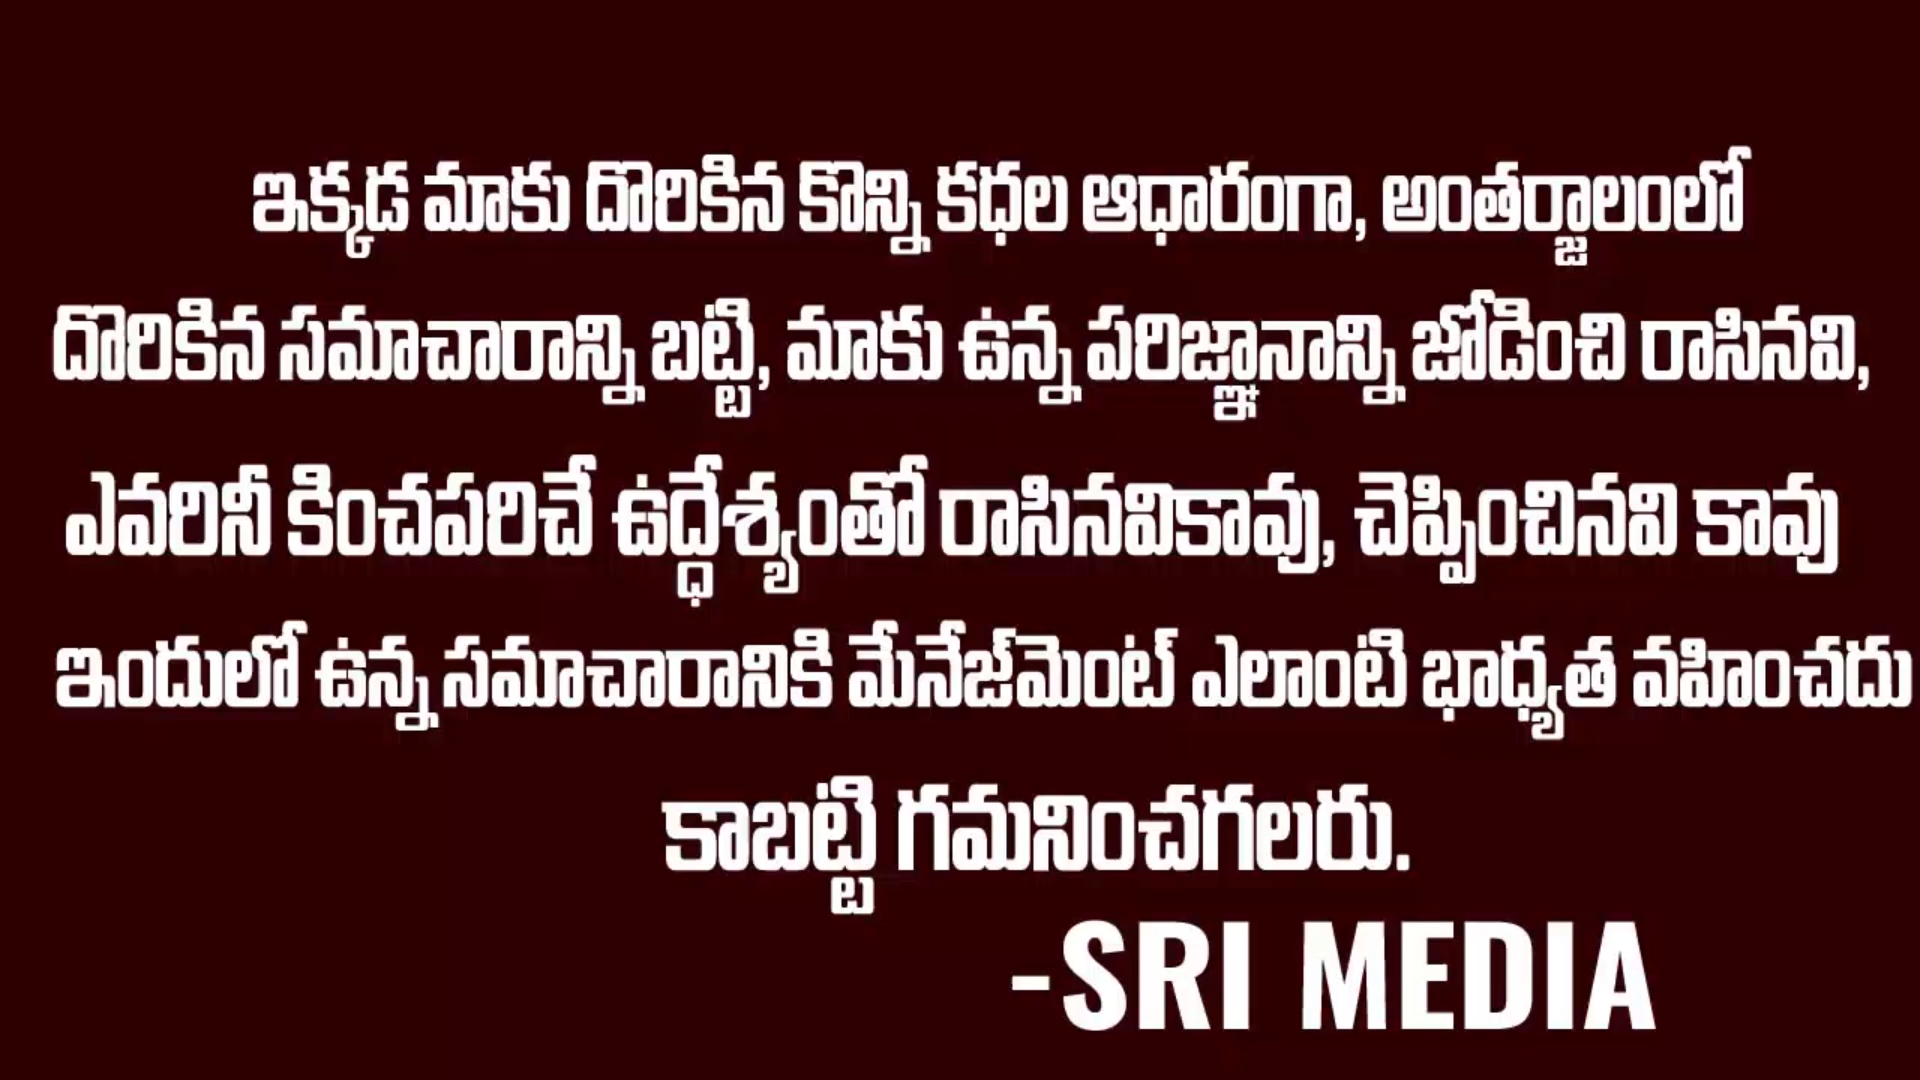 ఇక్కడ మాకు దొరికిన కొన్ని కధల ఆధారంగా, అంతర్జాలంలో
దొరికిన సమాచారాన్ని బట్టి, మాకు ఉన్న పరిజ్ఞానాన్ని జోడించి రాసినవి,
ఎవరినీ కించపరిచే ఉద్ధేశ్యంతో రాసినవికావు, చెప్పించినవి కావు
ఇందులో ఉన్న సమాచారానికి మేనేజ్‌మెంట్ ఎలాంటి భాధ్యత వహించదు
కాబట్టి గమనించగలరు.
-SRI MEDIA